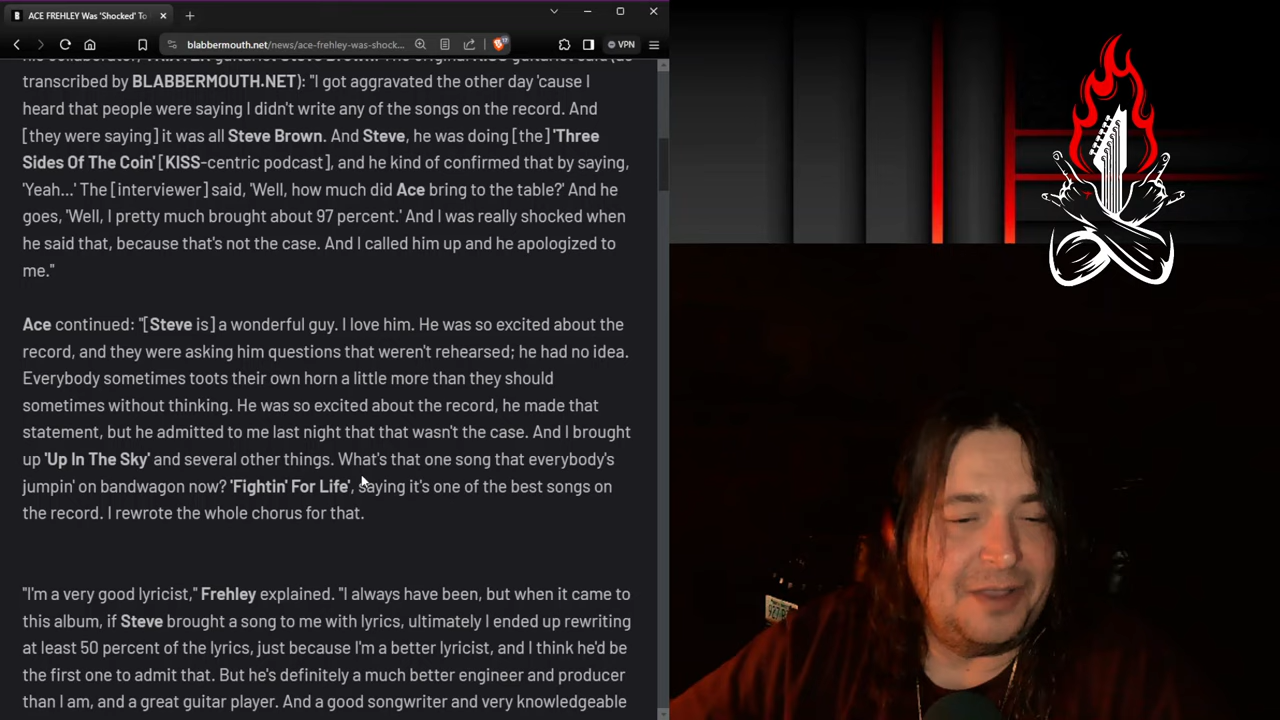 ACE FREHLEY Was 'Shocked' To
blabbermouth.net/news/ace-frehley-was-shock...
VPN
transcribed by BLABBERMOUTH.NET): "I got aggravated the other day 'cause I
heard that people were saying I didn't write any of the songs on the record. And
[they were saying] it was all Steve Brown. And Steve, he was doing [the] 'Three
Sides Of The Coin' [KISS-centric podcast], and he kind of confirmed that by saying,
'Yeah...' The [interviewer] said, 'Well, how much did Ace bring to the table?' And he
goes, 'Well, I pretty much brought about 97 percent.' And I was really shocked when
he said that, because that's not the case. And I called him up and he apologized to
me."
Ace continued: "[Steve is] a wonderful guy. I love him. He was so excited about the
record, and they were asking him questions that weren't rehearsed; he had no idea.
Everybody sometimes toots their own horn a little more than they should
sometimes without thinking. He was so excited about the record, he made that
statement, but he admitted to me last night that that wasn't the case. And I brought
up 'Up In The Sky' and several other things. What's that one song that everybody's
jumpin' on bandwagon now? 'Fightin' For Life', saying it's one of the best songs on
the record. I rewrote the whole chorus for that.
"I'm a very good lyricist," Frehley explained. "I always have been, but when it came to
this album, if Steve brought a song to me with lyrics, ultimately I ended up rewriting
at least 50 percent of the lyrics, just because I'm a better lyricist, and I think he'd be
the first one to admit that. But he's definitely a much better engineer and producer
than I am, and a great guitar player. And a good songwriter and very knowledgeable